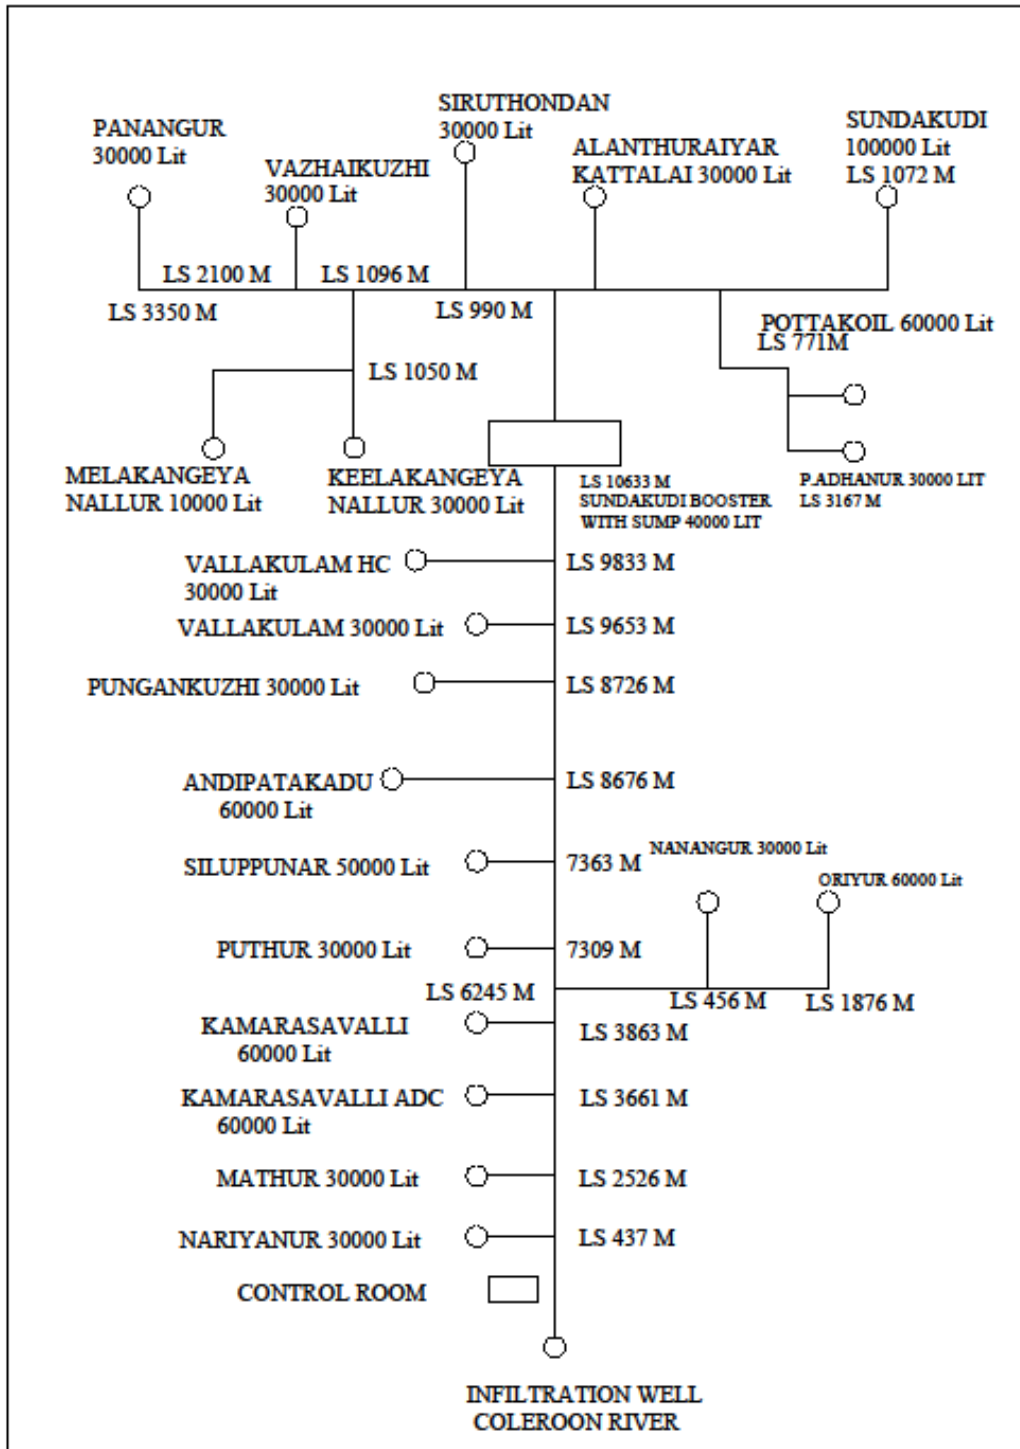 SIRUTHONDAN
30000 Lit
PANANGUR
30000 Lit
VAZHAIKUZHI
30000 Lit
ALANTHURAIYAR
KATTALAI 30000 Lit
SUNDAKUDI
100000 Lit
LS 1072 M
LS 2100 M
LS 1096 M
LS 3350 M
LS 990 M
POTTAKOIL 60000 Lit
LS 771M
LS 1050 M
MELAKANGEYA
NALLUR 10000 Lit
KEELAKANGEYA
NALLUR 30000 Lit
LS 10633 M
SUNDAKUDI BOOSTER
WITH SUMP 40000 LIT
P.ADHANUR 30000 LIT
LS 3167 M
VALLAKULAM HC
30000 Lit
LS 9833 M
VALLAKULAM 30000 Lit
LS 9653 M
PUNGANKUZHI 30000 Lit
LS 8726 M
ANDIPATAKADU
60000 Lit
LS 8676 M
SILUPPUNAR 50000 Lit
7363 M
NANANGUR 30000 Lit
ORIYUR 60000 Lit
PUTHUR 30000 Lit
7309 M
LS 6245 M
LS 456 M
LS 1876 M
KAMARASAVALLI
60000 Lit
LS 3863 M
KAMARASAVALLI ADC
60000 Lit
LS 3661 M
MATHUR 30000 Lit
LS 2526 M
NARIYANUR 30000 Lit
LS 437 M
CONTROL ROOM
INFILTRATION WELL
COLEROON RIVER